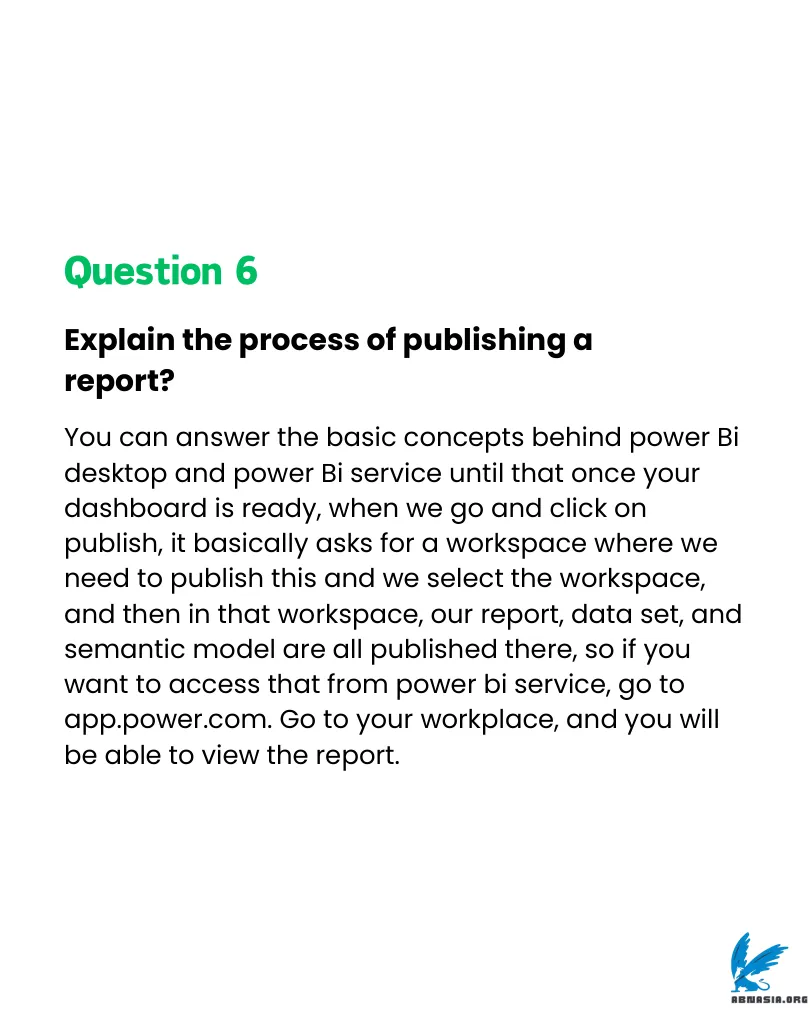 Question 6
Explain the process of publishing a
report?
You can answer the basic concepts behind power Bi
desktop and power Bi service until that once your
dashboard is ready, when we go and click on
publish, it basically asks for a workspace where we
need to publish this and we select the workspace,
and then in that workspace, our report, data set, and
semantic model are all published there, so if you
want to access that from power bi service, go to
app.power.com. Go to your workplace, and you will
be able to view the report.
ABNASIA.ORG